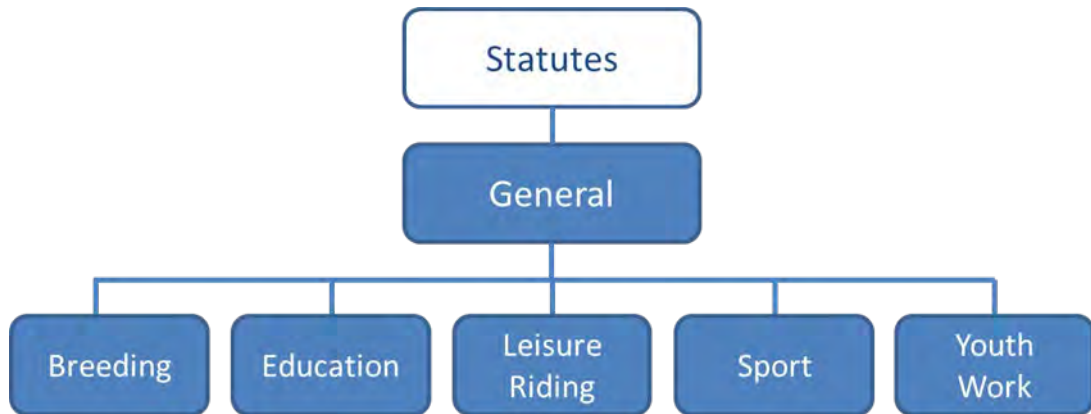 Statutes
General
Breeding
Education
Leisure
Riding
Sport
Youth
Work